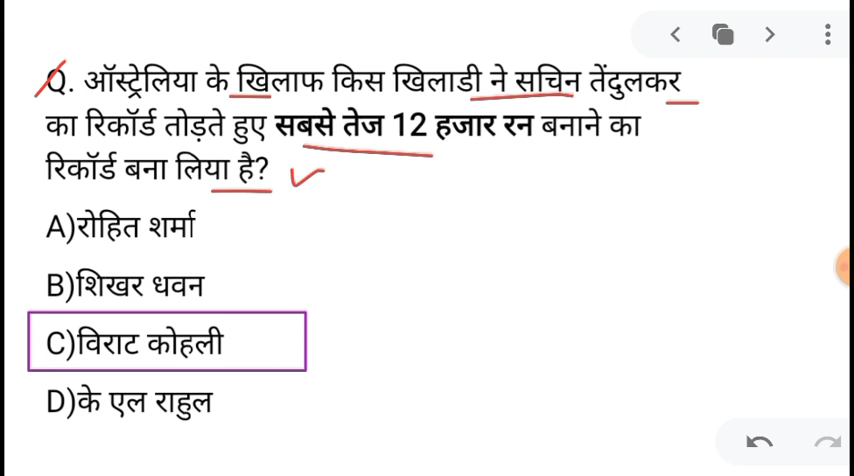 Q. ऑस्ट्रेलिया के खिलाफ किस खिलाडी ने सचिन तेंदुलकर
का रिकॉर्ड तोड़ते हुए सबसे तेज 12 हजार रन बनाने का
रिकॉर्ड बना लिया है?
A)रोहित शर्मा
B)शिखर धवन
C)विराट कोहली
D)के एल राहुल